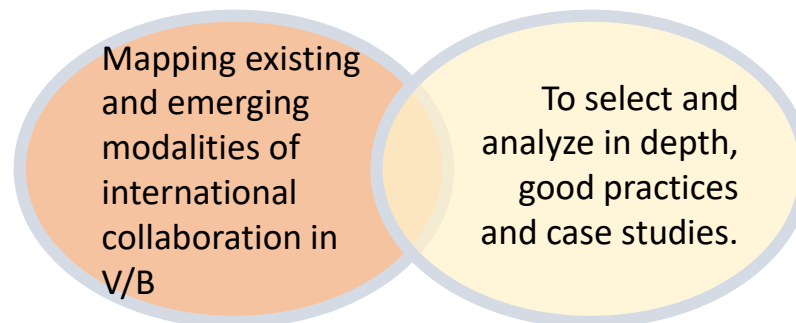 Mapping existing
and emerging
modalities of
international
collaboration in
V/B
To select and
analyze in depth,
good practices
and case studies.